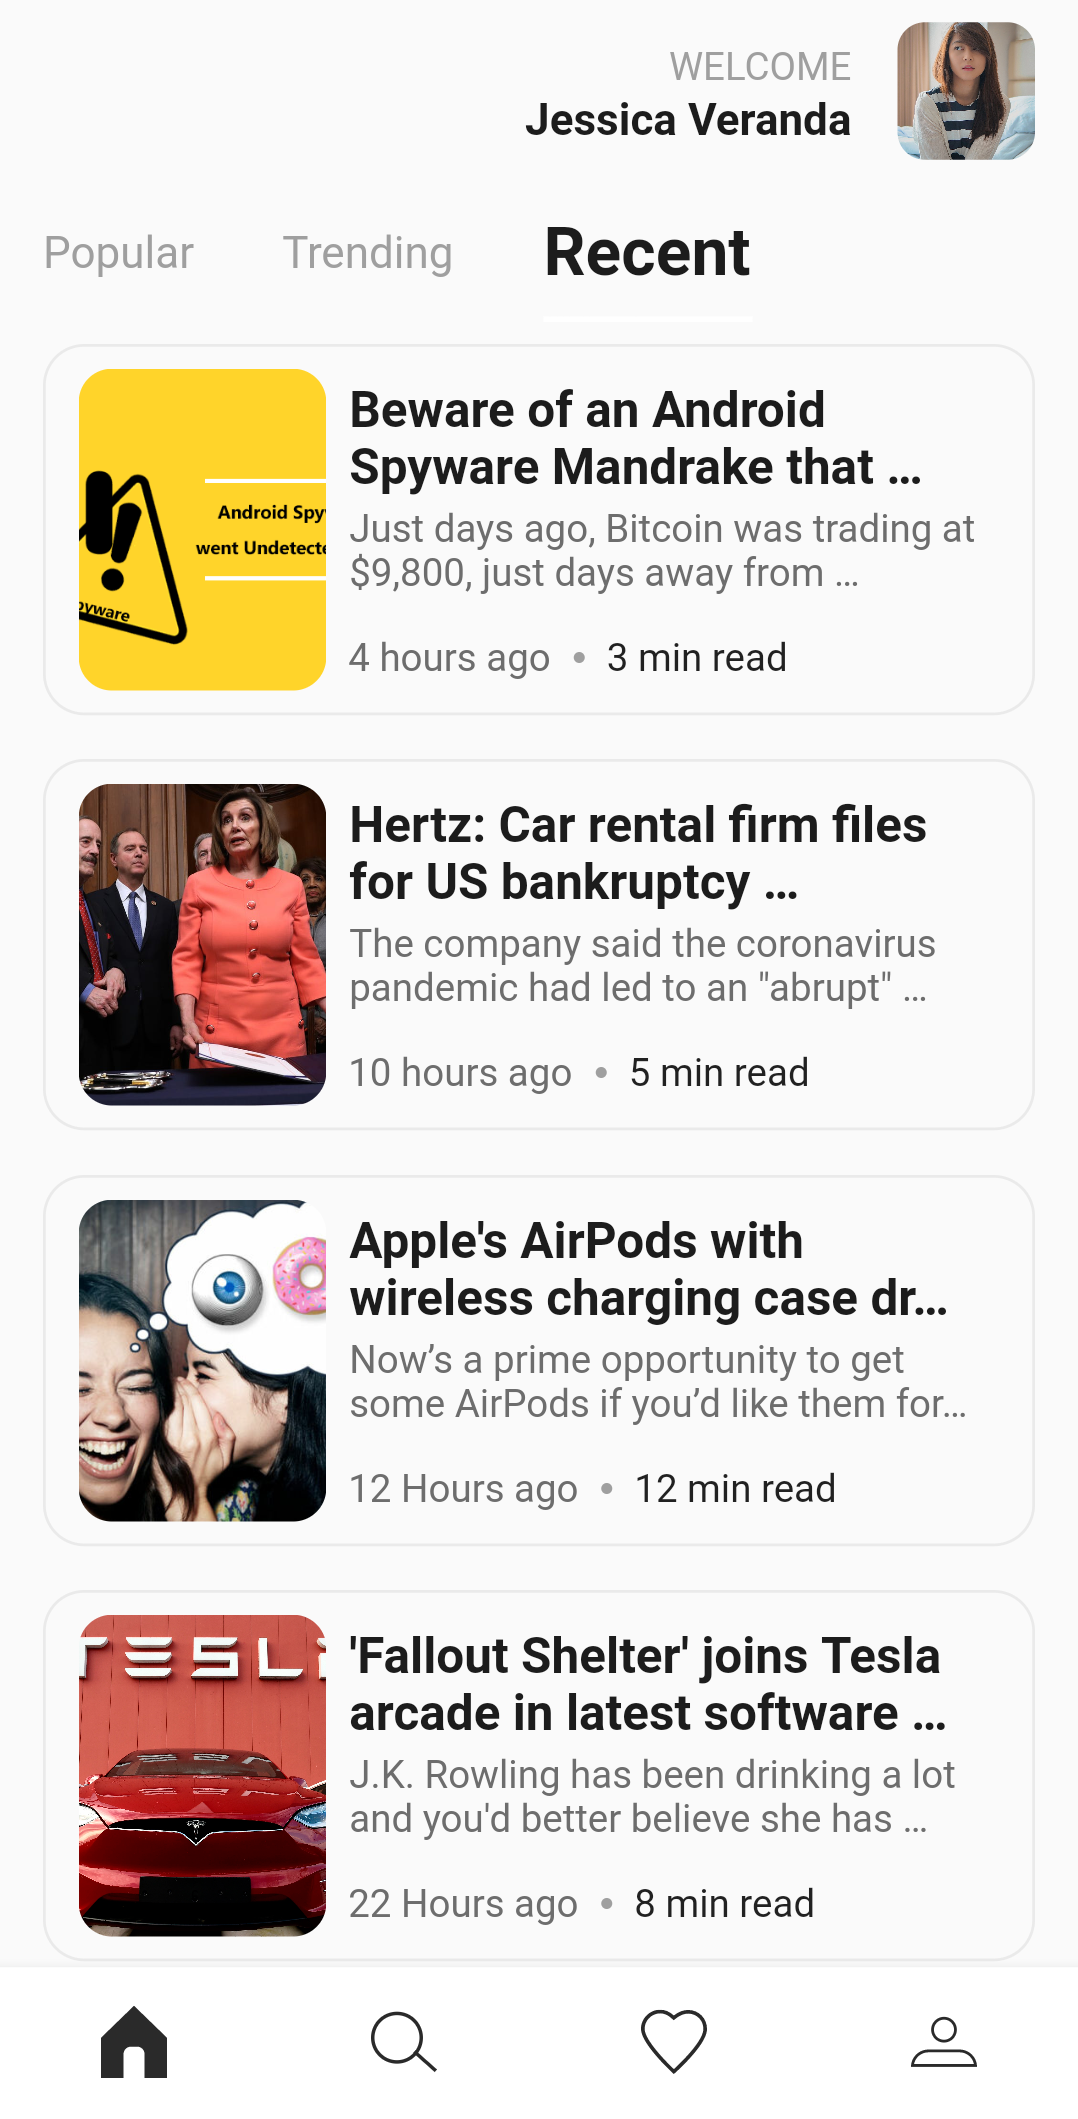 WELCOME
Jessica Veranda
Popular
Trending
Recent
Android Spy
went Undetecte
yware
Beware of an Android
Spyware Mandrake that ...
Just days ago, Bitcoin was trading at
$9,800, just days away from ...
4 hours ago • 3 min read
Hertz: Car rental firm files
for US bankruptcy ...
The company said the coronavirus
pandemic had led to an "abrupt" ...
10 hours ago • 5 min read
Apple's AirPods with
wireless charging case dr...
Now’s a prime opportunity to get
some AirPods if you’d like them for...
12 Hours ago • 12 min read
TESL
'Fallout Shelter' joins Tesla
arcade in latest software ...
J.K. Rowling has been drinking a lot
and you'd better believe she has ...
22 Hours ago • 8 min read